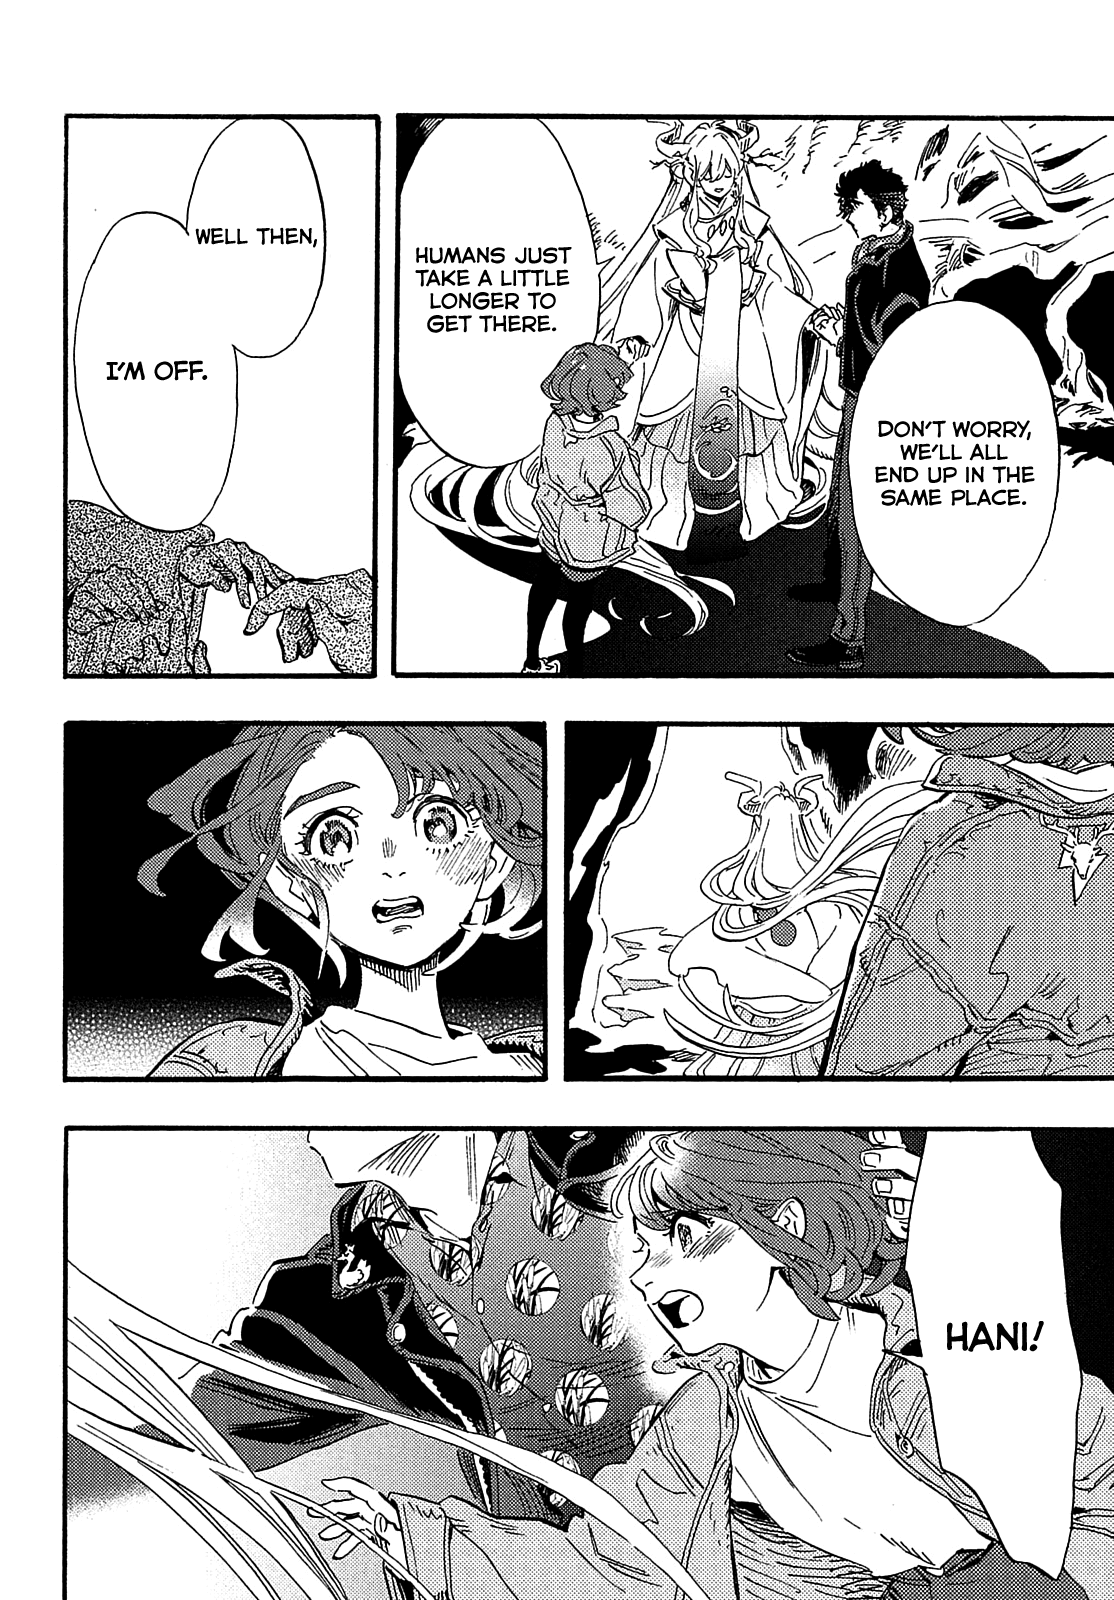 DON'T WORRY,
WE'LL ALL
END UP IN THE
SAME PLACE.
HUMANS JUST
TAKE A LITTLE
LONGER TO
GET THERE.
WELL THEN,
I'M OFF.
HANI!